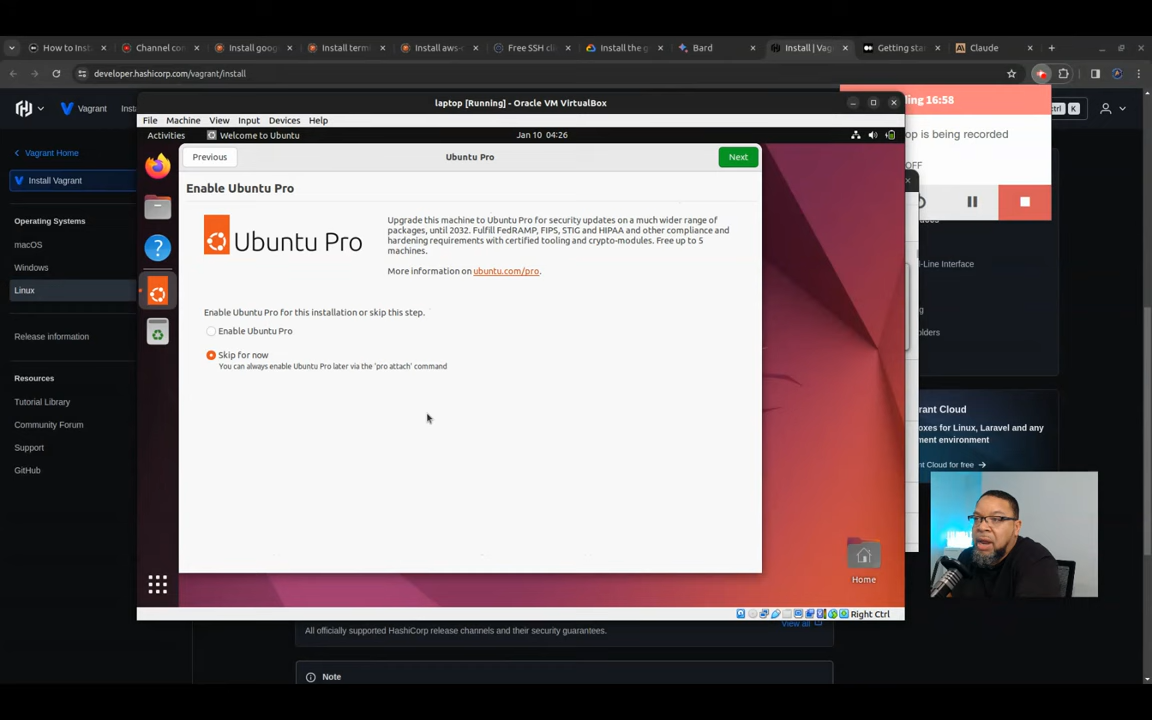 How to Inst
Channel con
Install goog
Install term
Install aws-c
Free SSH cli
Install the g
Bard
Install | Vag
Getting star
Claude
developer.hashicorp.com/vagrant/install
Vagrant
Inst
Ctrl
K
ling 16:58
op is being recorded
OFF
Vagrant Home
Install Vagrant
Operating Systems
macOS
Windows
Linux
Release information
Resources
Tutorial Library
Community Forum
Support
GitHub
laptop [Running] - Oracle VM VirtualBox
File Machine View Input Devices Help
Activities
Welcome to Ubuntu
Jan 10 04:26
Previous
Ubuntu Pro
Next
Enable Ubuntu Pro
Ubuntu Pro
Upgrade this machine to Ubuntu Pro for security updates on a much wider range of
packages, until 2032. Fulfill FedRAMP, FIPS, STIG and HIPAA and other compliance and
hardening requirements with certified tooling and crypto-modules. Free up to 5
machines.
More information on ubuntu.com/pro.
Enable Ubuntu Pro for this installation or skip this step.
Enable Ubuntu Pro
Skip for now
You can always enable Ubuntu Pro later via the 'pro attach' command
Home
Right Ctrl
d-Line Interface
g
olders
rant Cloud
oxes for Linux, Laravel and any
ment environment
nt Cloud for free
View all
All officially supported HashiCorp release channels and their security guarantees.
Note